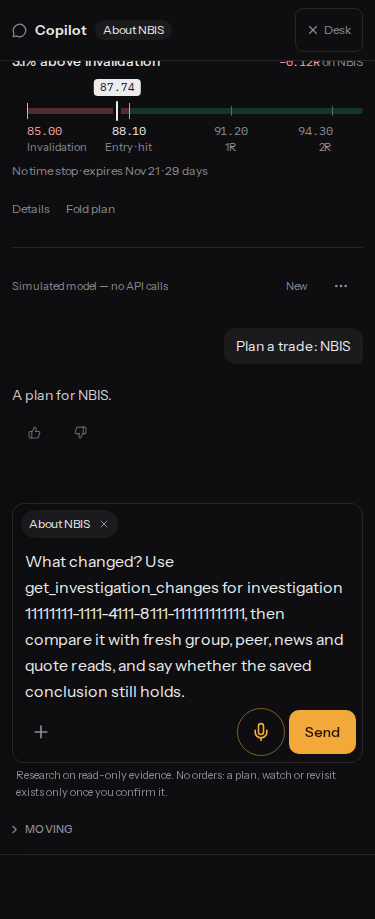 Copilot About NBIS Desk
3.1% above invalidation −0.12R on NBIS
87.74
85.00 88.10 91.20 94.30
Invalidation Entry · hit 1R 2R
No time stop · expires Nov 21 · 29 days
Details Fold plan
Simulated model — no API calls New ···
Plan a trade: NBIS
A plan for NBIS.
About NBIS
What changed? Use
get_investigation_changes for investigation
11111111-1111-4111-8111-111111111111, then
compare it with fresh group, peer, news and
quote reads, and say whether the saved
conclusion still holds.
Send
Research on read-only evidence. No orders: a plan, watch or revisit
exists only once you confirm it.
MOVING